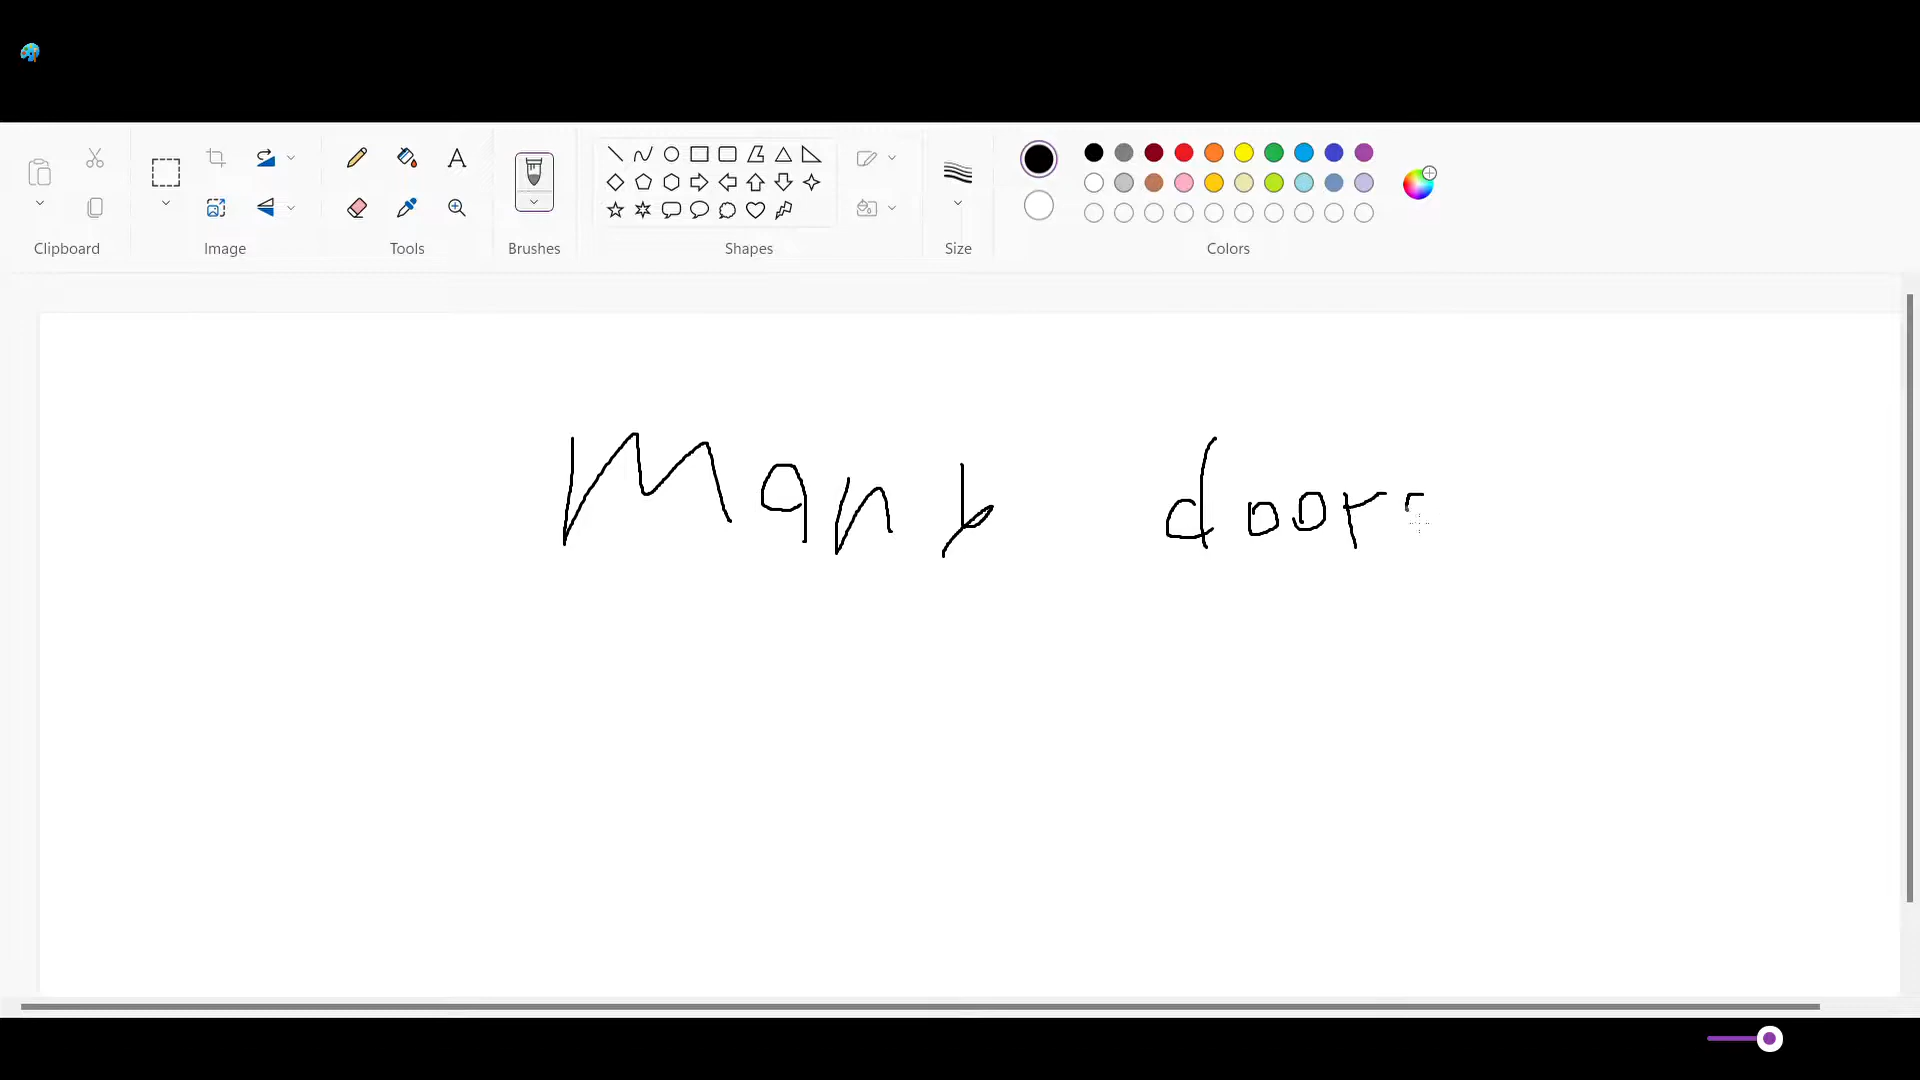 Clipboard
Image
Tools
Brushes
Shapes
Size
Colors
Many door